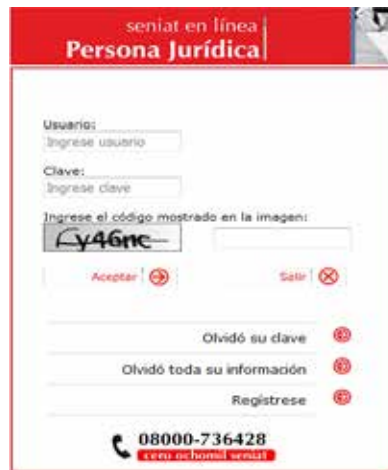 seniat en línea
Persona Jurídica
Usuario:
Ingrese usuario
Clave:
Ingrese clave
Ingrese el código mostrado en la imagen:
Aceptar
Salir
Olvidó su clave
Olvidó toda su información
Regístrese
08000-736428
cero ochomil seniat